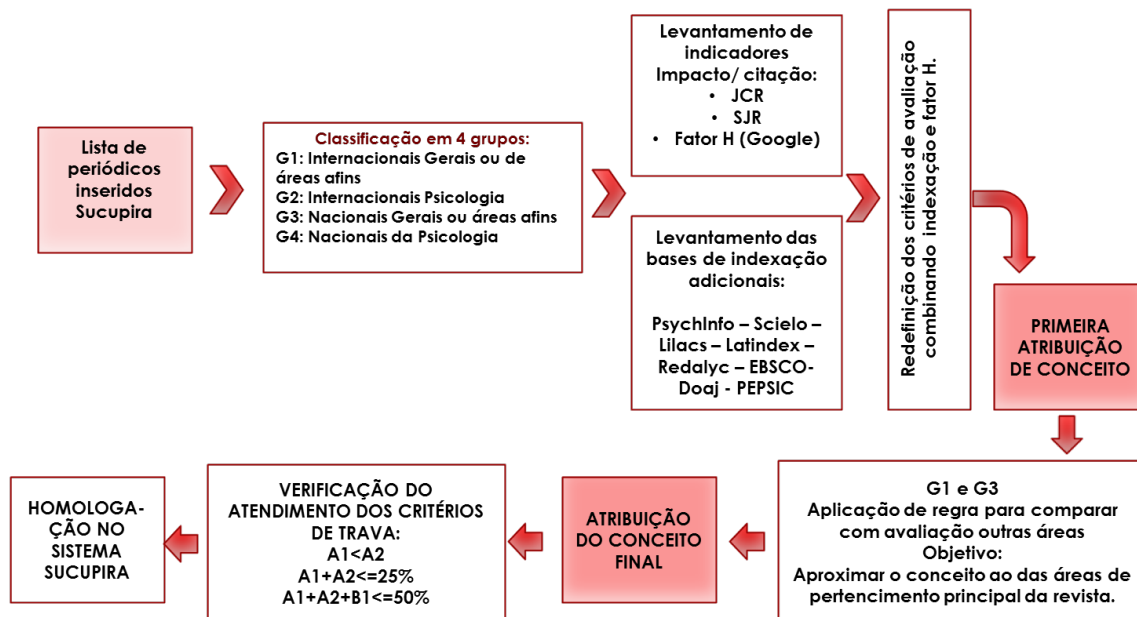 Lista de
periódicos
inseridos
Sucupira
Classificação em 4 grupos:
G1: Internacionais Gerais ou de
áreas afins
G2: Internacionais Psicologia
G3: Nacionais Gerais ou áreas afins
G4: Nacionais da Psicologia
Levantamento de
indicadores
Impacto/ citação:
• JCR
• SJR
• Fator H (Google)
Levantamento das
bases de indexação
adicionais:
PsychInfo – Scielo –
Lilacs – Latindex –
Redalyc – EBSCO-
Doaj - PEPSIC
Redefinição dos critérios de avaliação
combinando indexação e fator H.
PRIMEIRA
ATRIBUIÇÃO
DE CONCEITO
G1 e G3
Aplicação de regra para comparar
com avaliação outras áreas
Objetivo:
Aproximar o conceito ao das áreas de
pertencimento principal da revista.
ATRIBUIÇÃO
DO CONCEITO
FINAL
VERIFICAÇÃO DO
ATENDIMENTO DOS CRITÉRIOS
DE TRAVA:
A1<A2
A1+A2<=25%
A1+A2+B1<=50%
HOMOLOGA-
ÇÃO NO
SISTEMA
SUCUPIRA